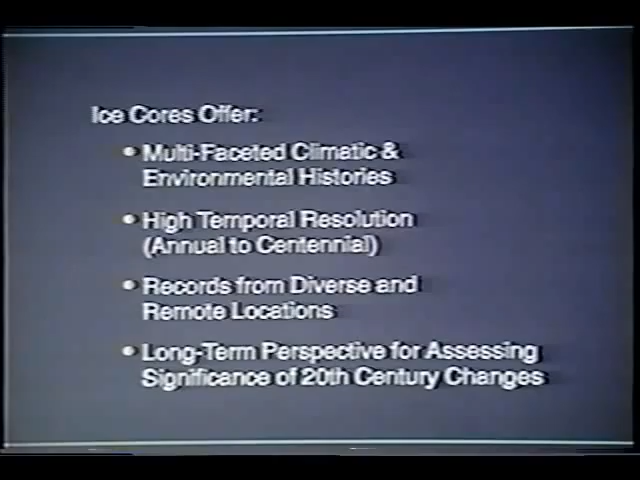 Ice Cores Offer:
• Multi-Faceted Climatic &
Environmental Histories
• High Temporal Resolution
(Annual to Centennial)
• Records from Diverse and
Remote Locations
• Long-Term Perspective for Assessing
Significance of 20th Century Changes